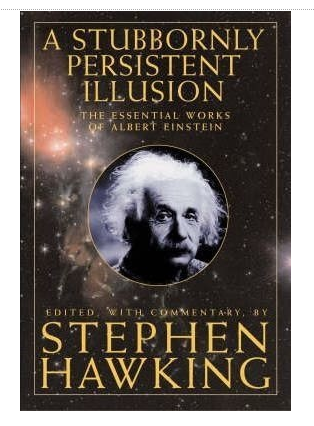 A STUBBORNLY
PERSISTENT
ILLUSION
THE ESSENTIAL WORKS
OF ALBERT EINSTEIN
EDITED, WITH COMMENTARY, BY
STEPHEN
HAWKING